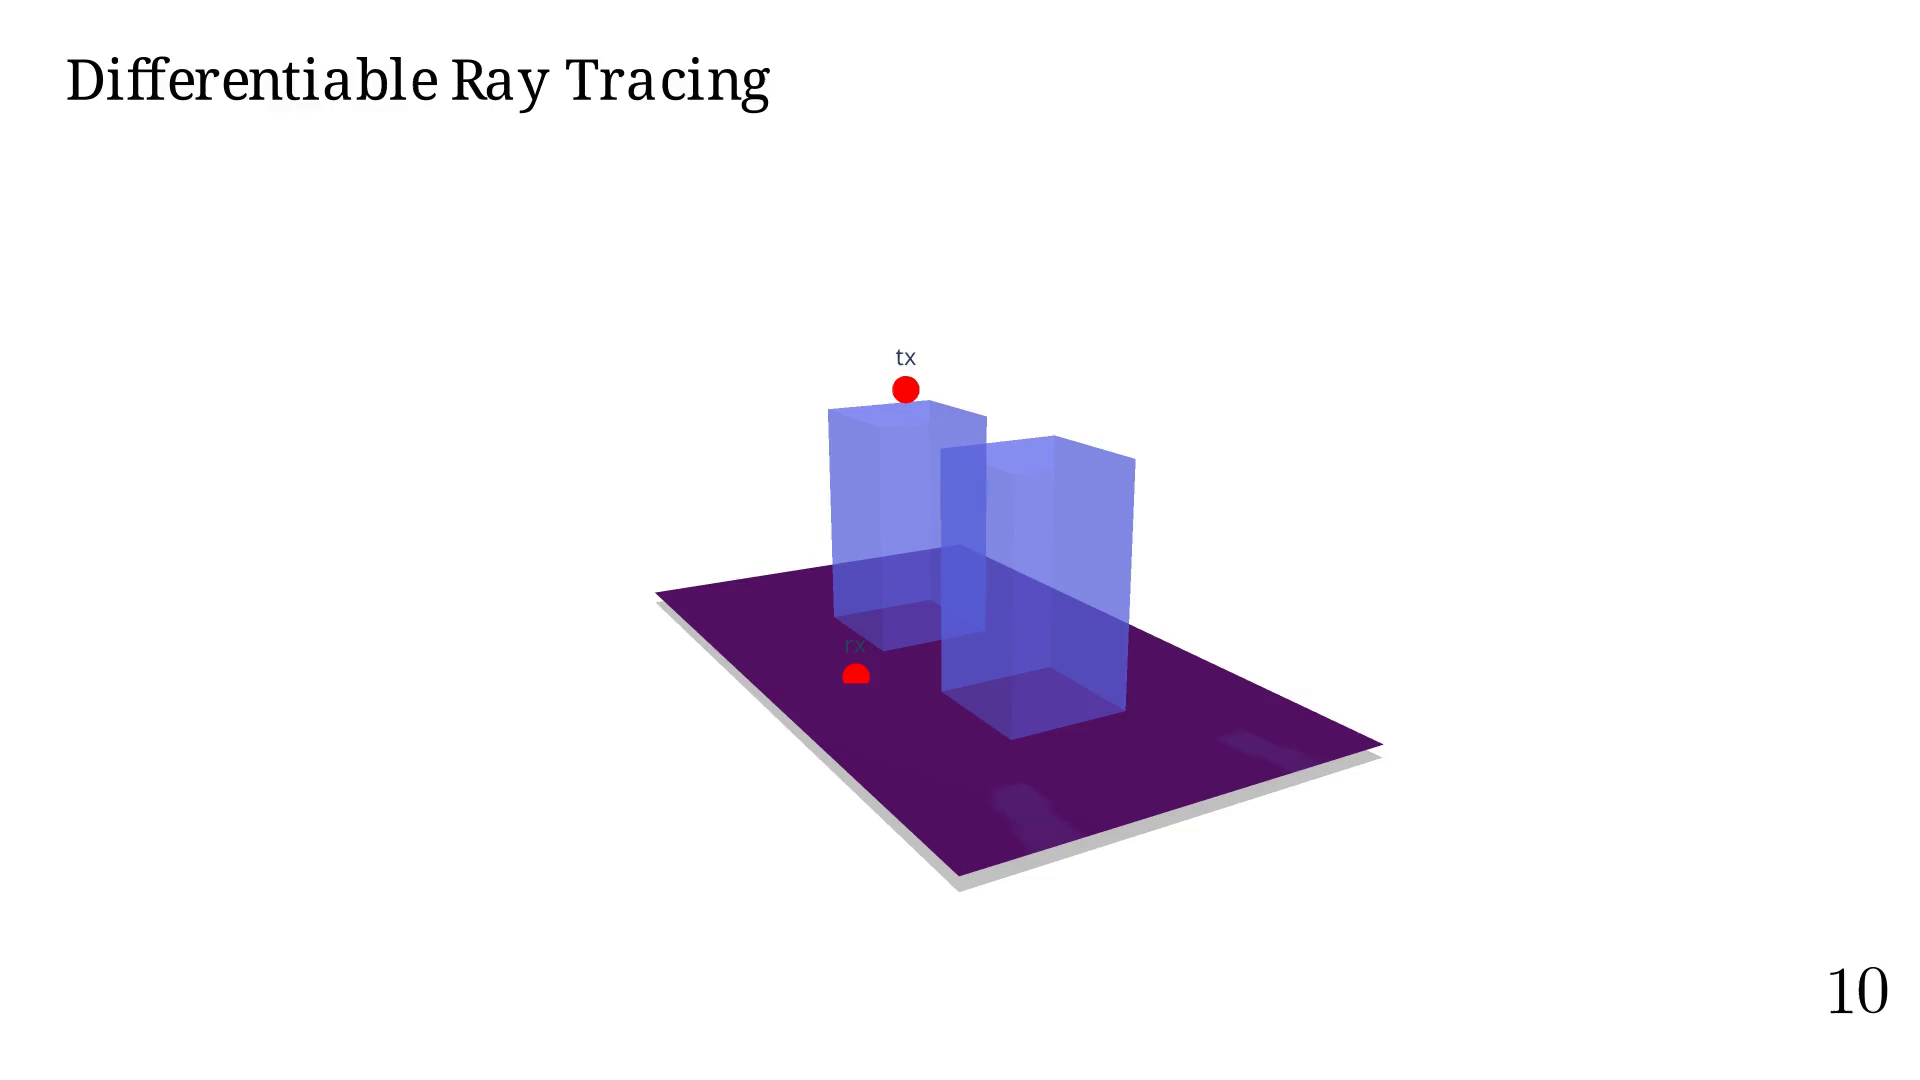 Differentiable Ray Tracing
tx
rx
10